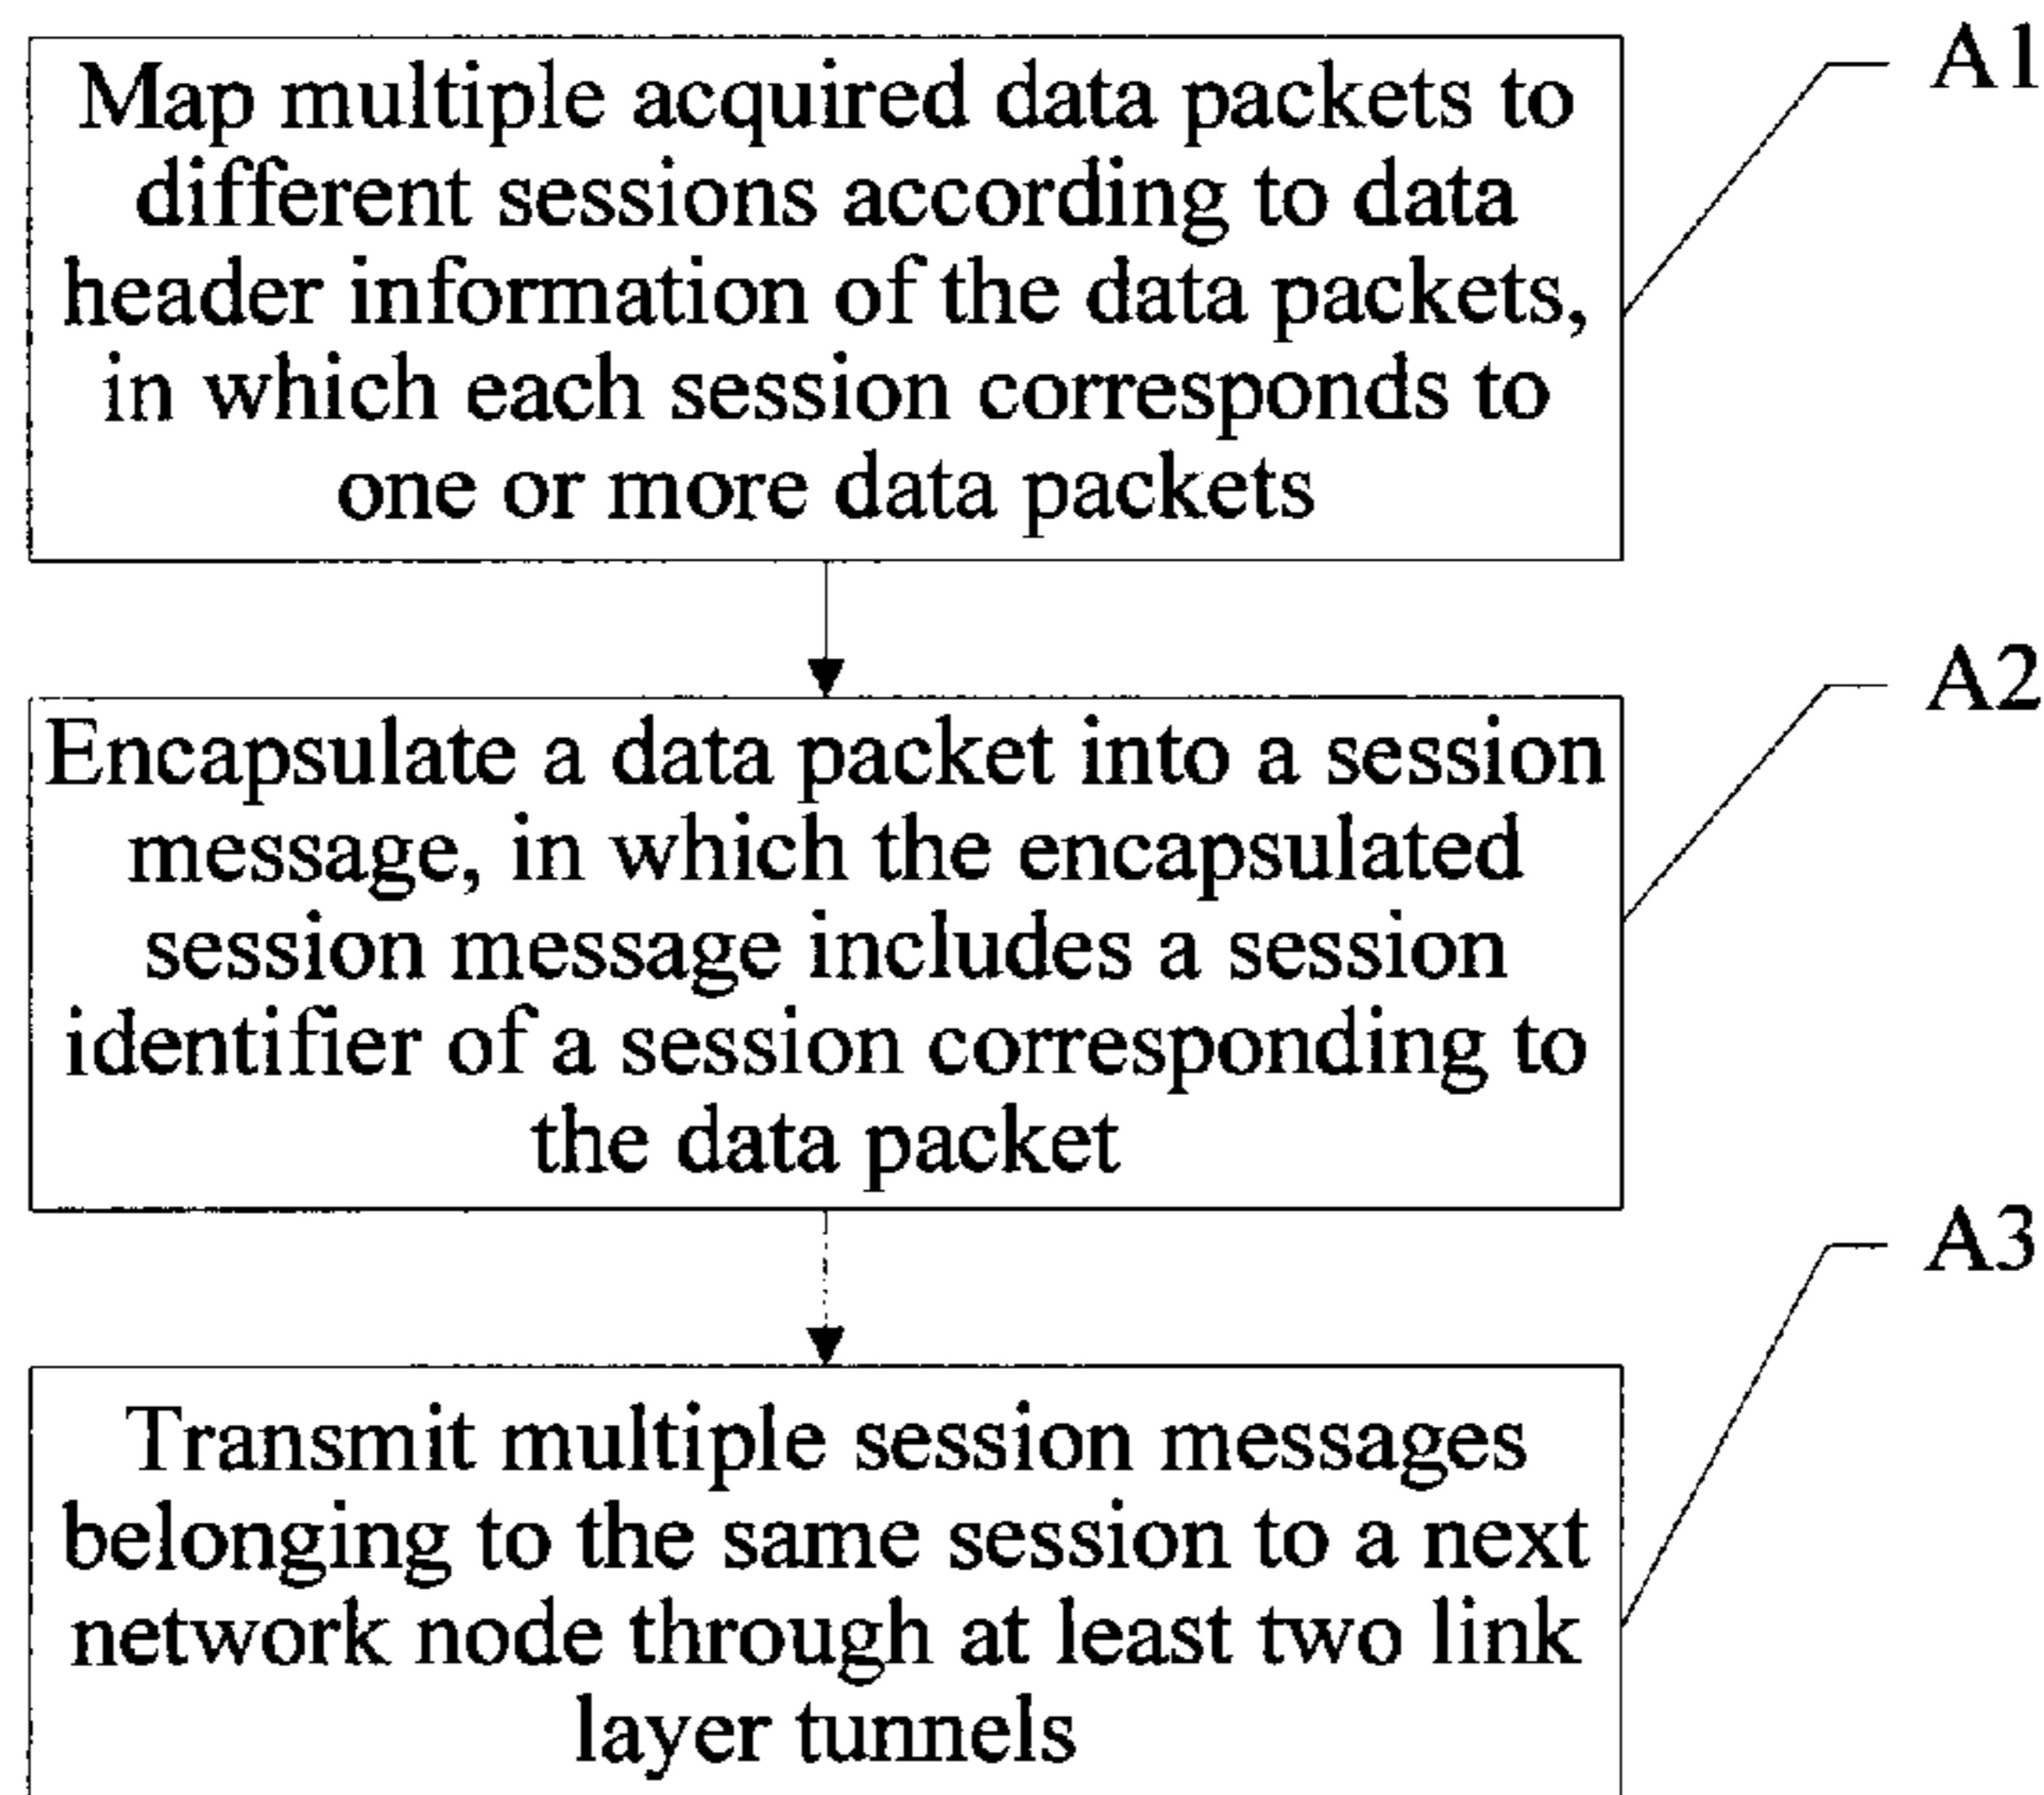 Map multiple acquired data packets to
different sessions according to data
header information of the data packets,
in which each session corresponds to
one or more data packets
A1
Encapsulate a data packet into a session
message, in which the encapsulated
session message includes a session
identifier of a session corresponding to
the data packet
A2
Transmit multiple session messages
belonging to the same session to a next
network node through at least two link
layer tunnels
A3